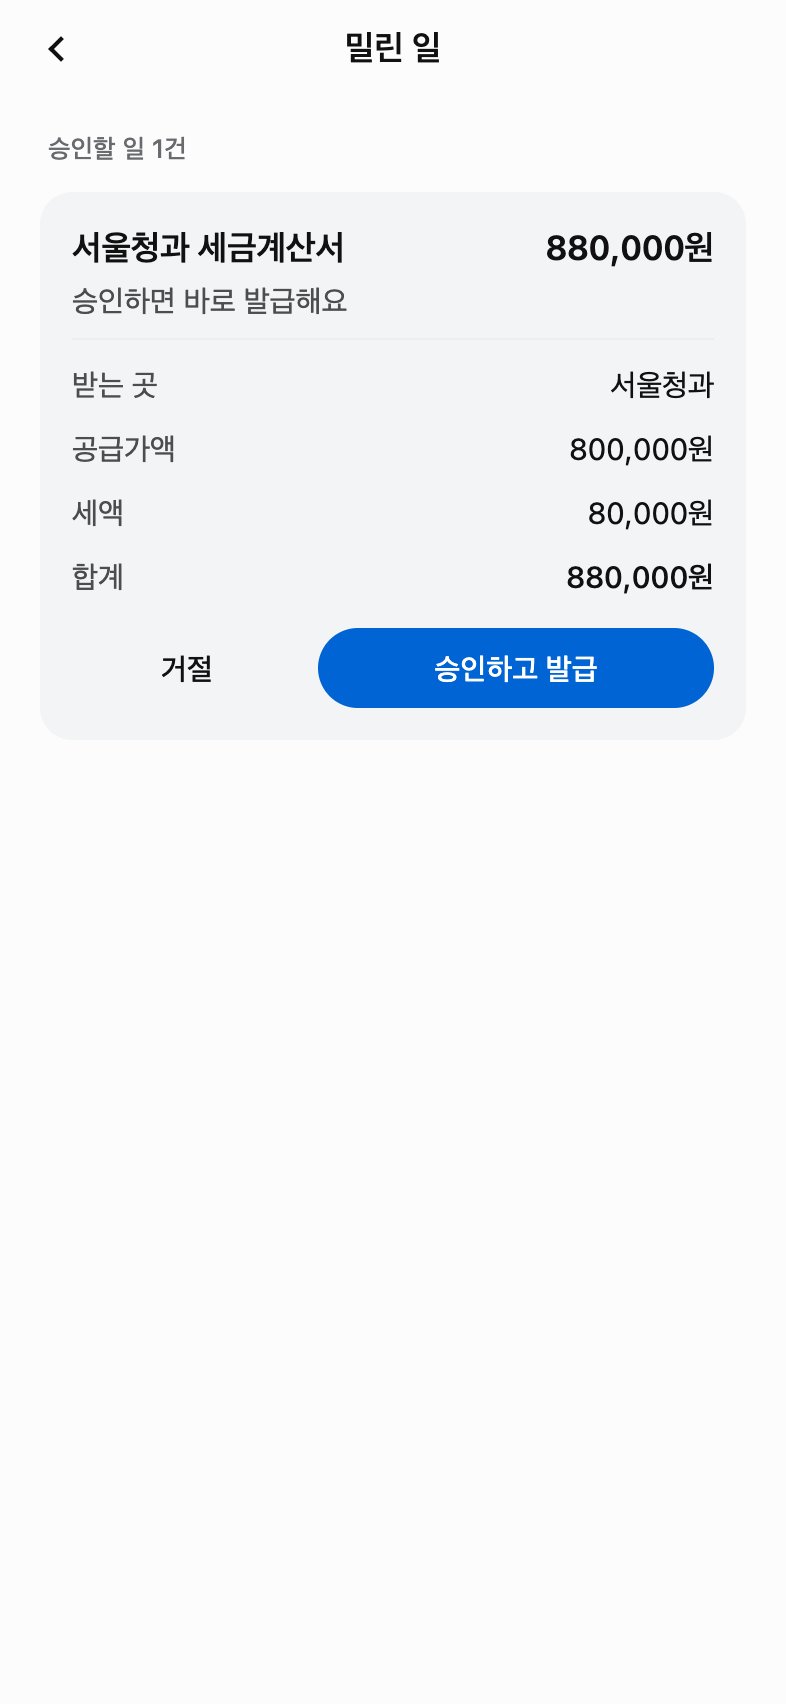 밀린 일
승인할 일 1건
서울청과 세금계산서 880,000원
승인하면 바로 발급해요
받는 곳 서울청과
공급가액 800,000원
세액 80,000원
합계 880,000원
거절 승인하고 발급